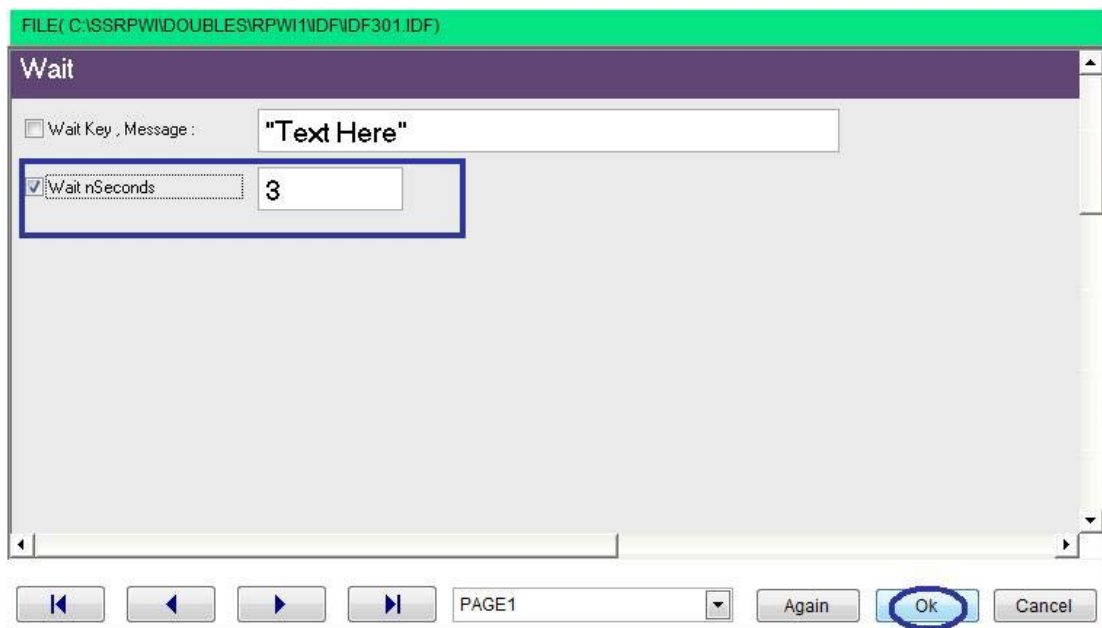 FILE( C:\SSRPWI\DOUBLES\RPWI1\IDF\IDF301.IDF)
Wait
Wait Key , Message :
"Text Here"
Wait nSeconds
3
PAGE1
Again
Ok
Cancel